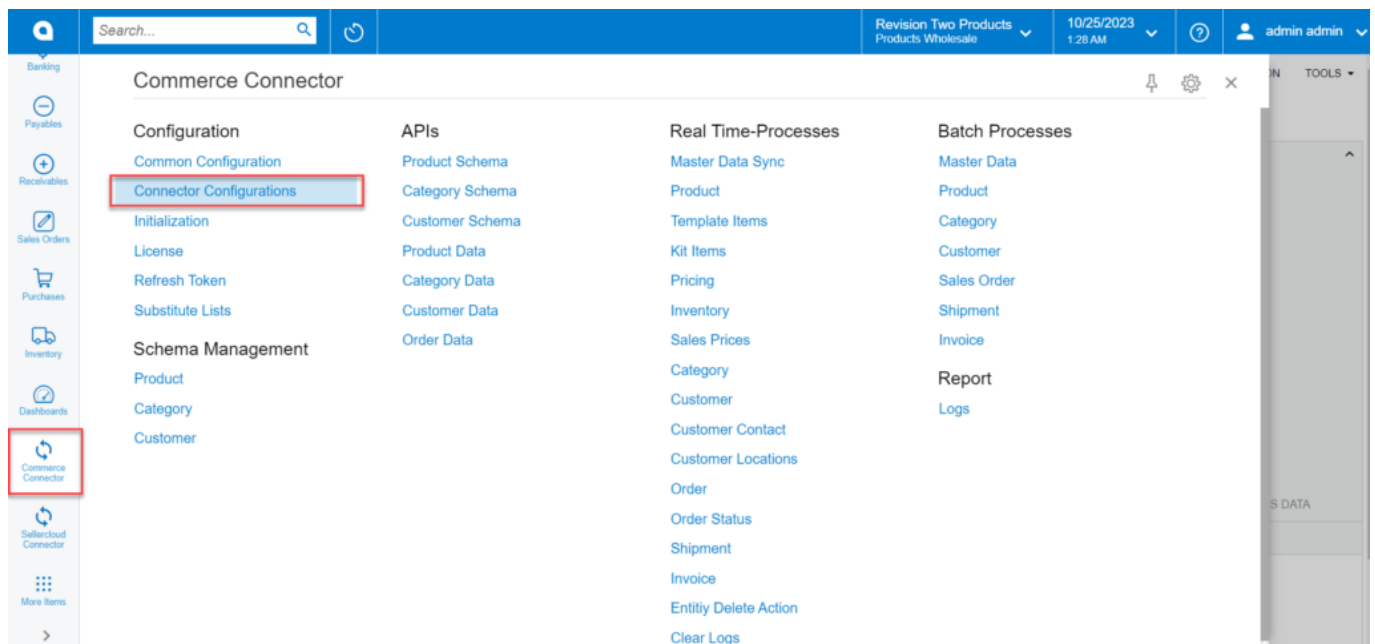 Search...
Revision Two Products
Products Wholesale
10/25/2023
1:28 AM
admin admin
Banking
Payables
Receivables
Sales Orders
Purchases
Inventory
Dashboards
Commerce
Connector
Sellercloud
Connector
More Items
Commerce Connector
TOOLS
Configuration
Common Configuration
Connector Configurations
Initialization
License
Refresh Token
Substitute Lists
Schema Management
Product
Category
Customer
APIs
Product Schema
Category Schema
Customer Schema
Product Data
Category Data
Customer Data
Order Data
Real Time-Processes
Master Data Sync
Product
Template Items
Kit Items
Pricing
Inventory
Sales Prices
Category
Customer
Customer Contact
Customer Locations
Order
Order Status
Shipment
Invoice
Entitiy Delete Action
Clear Logs
Batch Processes
Master Data
Product
Category
Customer
Sales Order
Shipment
Invoice
Report
Logs
S DATA